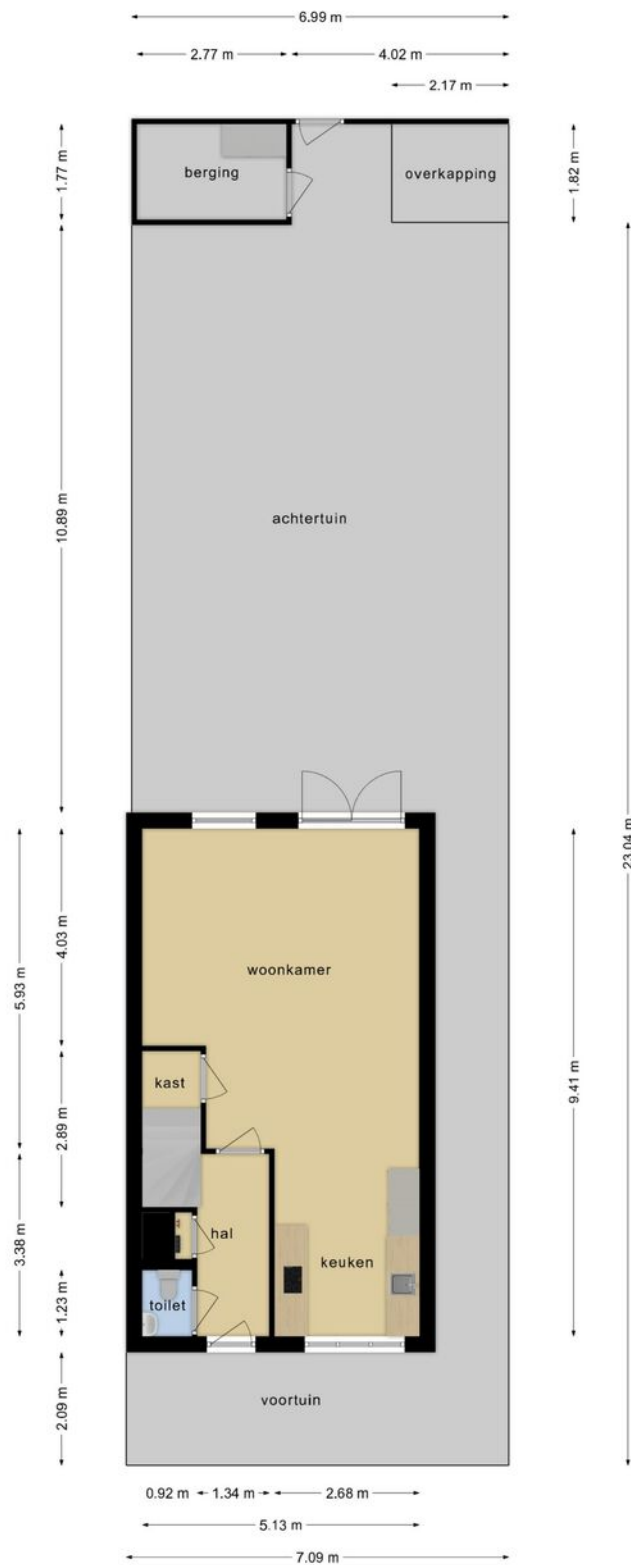 6.99 m
2.77 m
4.02 m
2.17 m
1.77 m
berging
overkapping
1.82 m
10.89 m
achtertuin
23.04 m
5.93 m
4.03 m
woonkamer
9.41 m
kast
2.89 m
3.38 m
hal
keuken
1.23 m
toilet
2.09 m
voortuin
0.92 m
1.34 m
2.68 m
5.13 m
7.09 m